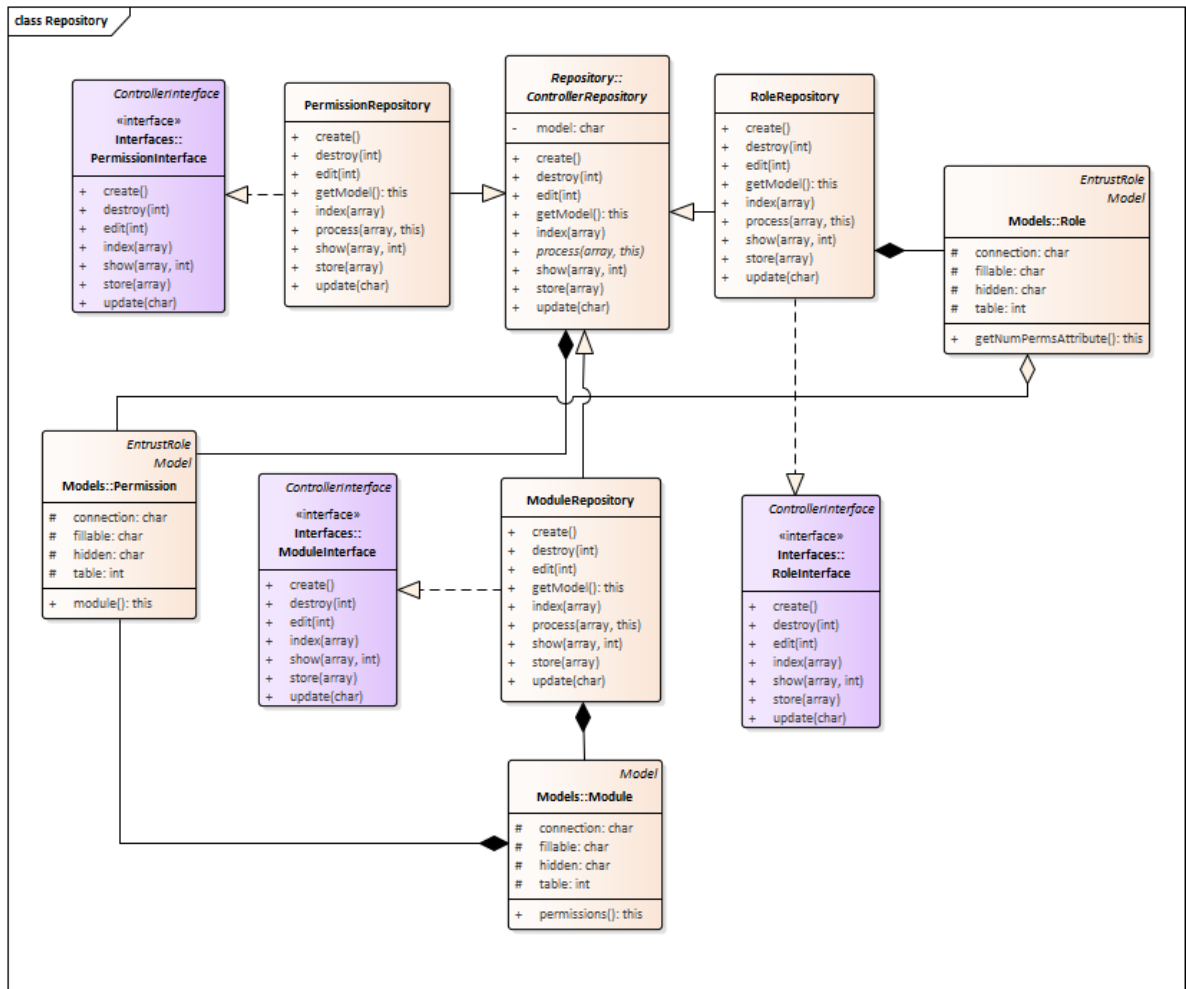 class Repository
ControllerInterface
«interface»
Interfaces::
PermissionInterface
+ create()
+ destroy(int)
+ edit(int)
+ index(array)
+ show(array, int)
+ store(array)
+ update(char)
PermissionRepository
+ create()
+ destroy(int)
+ edit(int)
+ getModel(): this
+ index(array)
+ process(array, this)
+ show(array, int)
+ store(array)
+ update(char)
Repository::
ControllerRepository
- model: char
+ create()
+ destroy(int)
+ edit(int)
+ getModel(): this
+ index(array)
+ process(array, this)
+ show(array, int)
+ store(array)
+ update(char)
RoleRepository
+ create()
+ destroy(int)
+ edit(int)
+ getModel(): this
+ index(array)
+ process(array, this)
+ show(array, int)
+ store(array)
+ update(char)
EntrustRole
Model
Models::Role
# connection: char
# fillable: char
# hidden: char
# table: int
+ getNumPermsAttribute(): this
EntrustRole
Model
Models::Permission
# connection: char
# fillable: char
# hidden: char
# table: int
+ module(): this
ControllerInterface
«interface»
Interfaces::
ModuleInterface
+ create()
+ destroy(int)
+ edit(int)
+ index(array)
+ show(array, int)
+ store(array)
+ update(char)
ModuleRepository
+ create()
+ destroy(int)
+ edit(int)
+ getModel(): this
+ index(array)
+ process(array, this)
+ show(array, int)
+ store(array)
+ update(char)
ControllerInterface
«interface»
Interfaces::
RoleInterface
+ create()
+ destroy(int)
+ edit(int)
+ index(array)
+ show(array, int)
+ store(array)
+ update(char)
Model
Models::Module
# connection: char
# fillable: char
# hidden: char
# table: int
+ permissions(): this